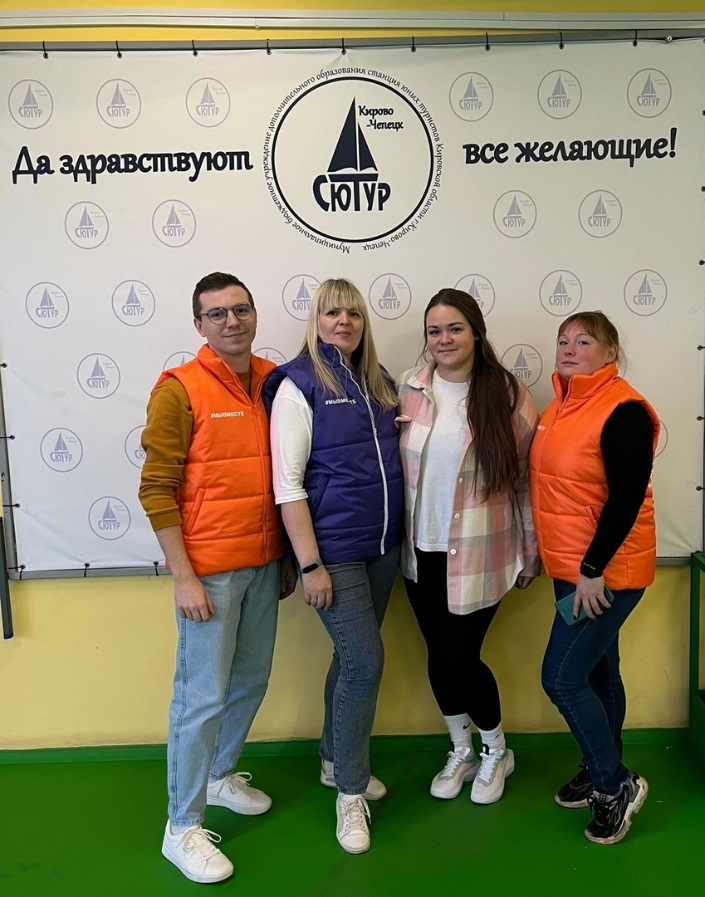 Да здравствуют
все желающие!
Муниципальное бюджетное учреждение дополнительного образования станция юных туристов Кировской области г.Кирово-Чепецк
Кирово
-Чепецк
СЮТУР
#МЫВМЕСТЕ
#МЫВМЕСТЕ